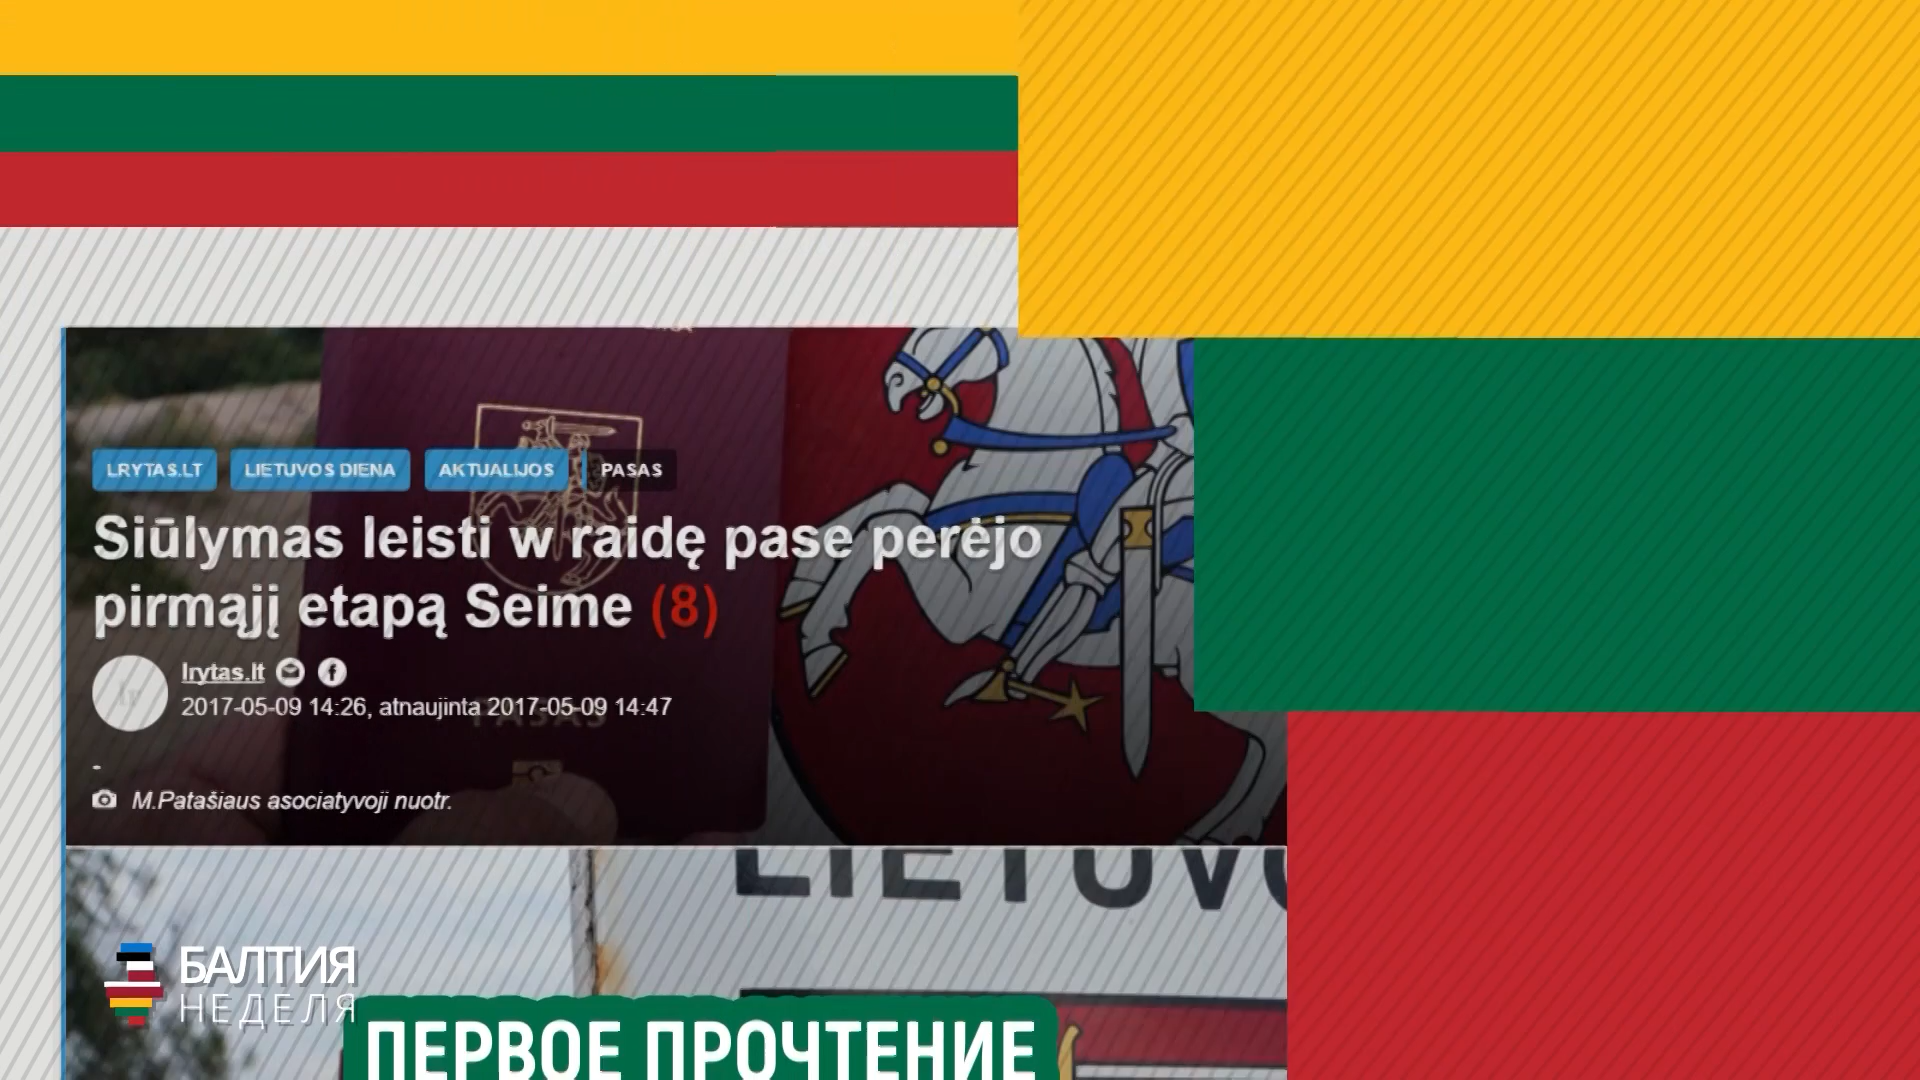 LRYTAS.LT LIETUVOS DIENA AKTUALIJOS PASAS
Siūlymas leisti w raidę pase perėjo
pirmąjį etapą Seime (8)
lrytas.lt
2017-05-09 14:26, atnaujinta 2017-05-09 14:47
PASAS
-
M.Patašiaus asociatyvoji nuotr.
LIETUVO
БАЛТИЯ
НЕДЕЛЯ
ПЕРВОЕ ПРОЧТЕНИЕ